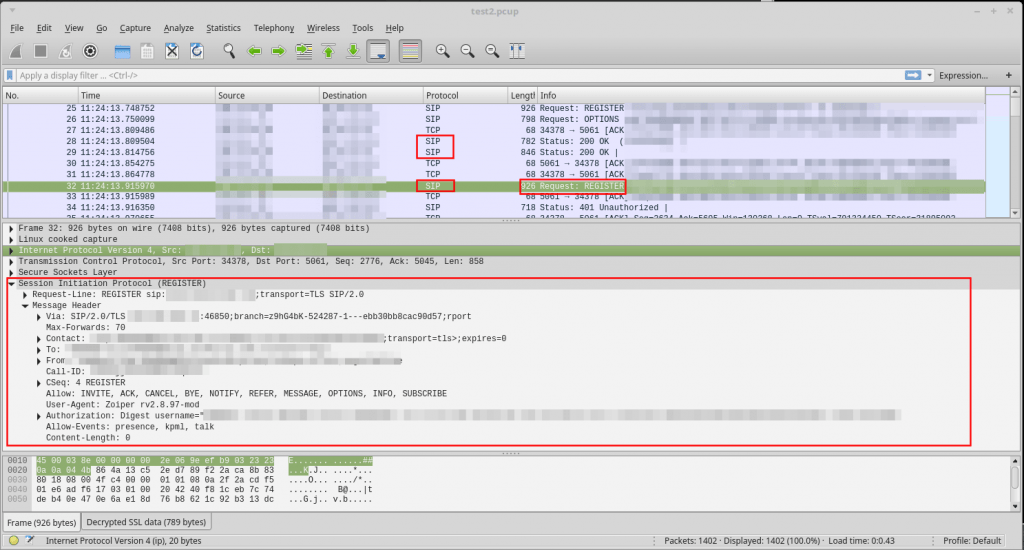 test2.pcup
File Edit View Go Capture Analyze Statistics Telephony Wireless Tools Help
Apply a display filter ... <Ctrl-/> Expression... +
No. Time Source Destination Protocol Lengtl Info
25 11:24:13.748752 SIP 926 Request: REGISTER
26 11:24:13.750099 SIP 798 Request: OPTIONS
27 11:24:13.809486 TCP 68 34378 → 5061 [ACK
28 11:24:13.809504 SIP 782 Status: 200 OK (
29 11:24:13.814756 SIP 846 Status: 200 OK |
30 11:24:13.854275 TCP 68 5061 → 34378 [ACK
31 11:24:13.864778 TCP 68 5061 → 34378 [ACK
32 11:24:13.915970 SIP 926 Request: REGISTER
33 11:24:13.915989 TCP 68 5061 → 34378 [ACK]
34 11:24:13.916350 SIP 718 Status: 401 Unauthorized |
Frame 32: 926 bytes on wire (7408 bits), 926 bytes captured (7408 bits)
Linux cooked capture
Internet Protocol Version 4, Src: , Dst:
Transmission Control Protocol, Src Port: 34378, Dst Port: 5061, Seq: 2776, Ack: 5045, Len: 858
Secure Sockets Layer
Session Initiation Protocol (REGISTER)
Request-Line: REGISTER sip: ;transport=TLS SIP/2.0
Message Header
Via: SIP/2.0/TLS :46850;branch=z9hG4bK-524287-1---ebb30bb8cac90d57;rport
Max-Forwards: 70
Contact: ;transport=tls>;expires=0
To:
From:
Call-ID:
CSeq: 4 REGISTER
Allow: INVITE, ACK, CANCEL, BYE, NOTIFY, REFER, MESSAGE, OPTIONS, INFO, SUBSCRIBE
User-Agent: Zoiper rv2.8.97-mod
Authorization: Digest username="
Allow-Events: presence, kpml, talk
Content-Length: 0
0010 45 00 03 8e 00 00 00 00 2e 06 9e ef b9 03 23 23 E....... ......##
0020 0a 0a 04 4b 86 4a 13 c5 2e d7 89 f2 2a ca 8b 83 ...K.J.. ....*...
0030 80 18 08 00 4f c4 00 00 01 01 08 0a 2f 2a cd f5 ....O... ..../*..
0040 01 e6 ad f6 17 03 01 00 20 42 40 f8 1c eb 7c 74 ........ B@...|t
0050 de b4 0e 47 0e 6a e1 8d 76 b8 62 1c 92 b3 13 dc ...G.j.. v.b.....
Frame (926 bytes) Decrypted SSL data (789 bytes)
Internet Protocol Version 4 (ip), 20 bytes Packets: 1402 · Displayed: 1402 (100.0%) · Load time: 0:0.43 Profile: Default